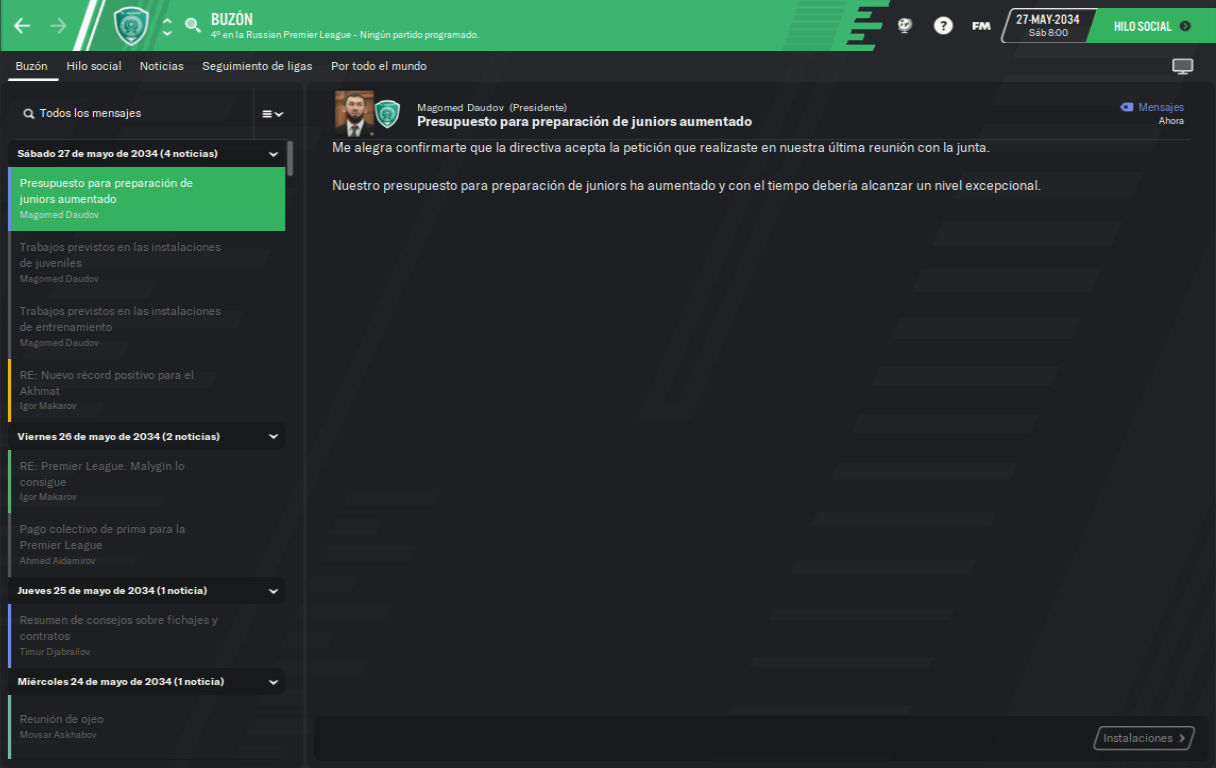 BUZÓN
4º en la Russian Premier League - Ningún partido programado.
?
FM
27-MAY-2034
Sáb 8:00
HILO SOCIAL
Buzón
Hilo social
Noticias
Seguimiento de ligas
Por todo el mundo
Todos los mensajes
Sábado 27 de mayo de 2034 (4 noticias)
Presupuesto para preparación de
juniors aumentado
Magomed Daudov
Trabajos previstos en las instalaciones
de juveniles
Magomed Daudov
Trabajos previstos en las instalaciones
de entrenamiento
Magomed Daudov
RE: Nuevo récord positivo para el
Akhmat
Igor Makarov
Viernes 26 de mayo de 2034 (2 noticias)
RE: Premier League: Malygin lo
consigue
Igor Makarov
Pago colectivo de prima para la
Premier League
Ahmed Aidamirov
Jueves 25 de mayo de 2034 (1 noticia)
Resumen de consejos sobre fichajes y
contratos
Timur Djabrailov
Miércoles 24 de mayo de 2034 (1 noticia)
Reunión de ojeo
Movsar Askhabov
Magomed Daudov (Presidente)
Presupuesto para preparación de juniors aumentado
Mensajes
Ahora
Me alegra confirmarte que la directiva acepta la petición que realizaste en nuestra última reunión con la junta.
Nuestro presupuesto para preparación de juniors ha aumentado y con el tiempo debería alcanzar un nivel excepcional.
Instalaciones